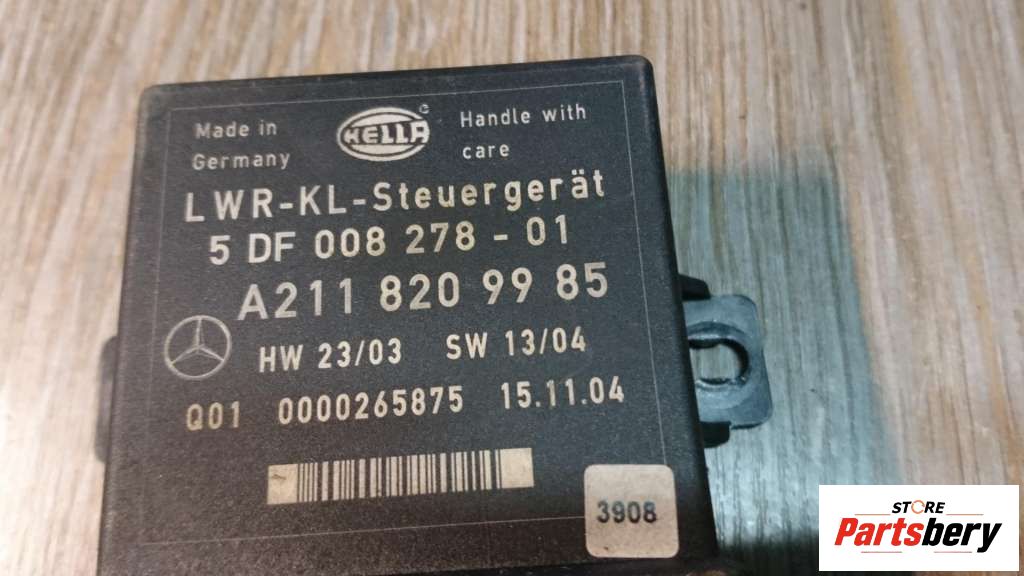 Made in
Germany
HELLA
Handle with
care
LWR-KL-Steuergerät
5 DF 008 278 - 01
A211 820 99 85
HW 23/03 SW 13/04
Q01 0000265875 15.11.04
3908
STORE
Partsbery